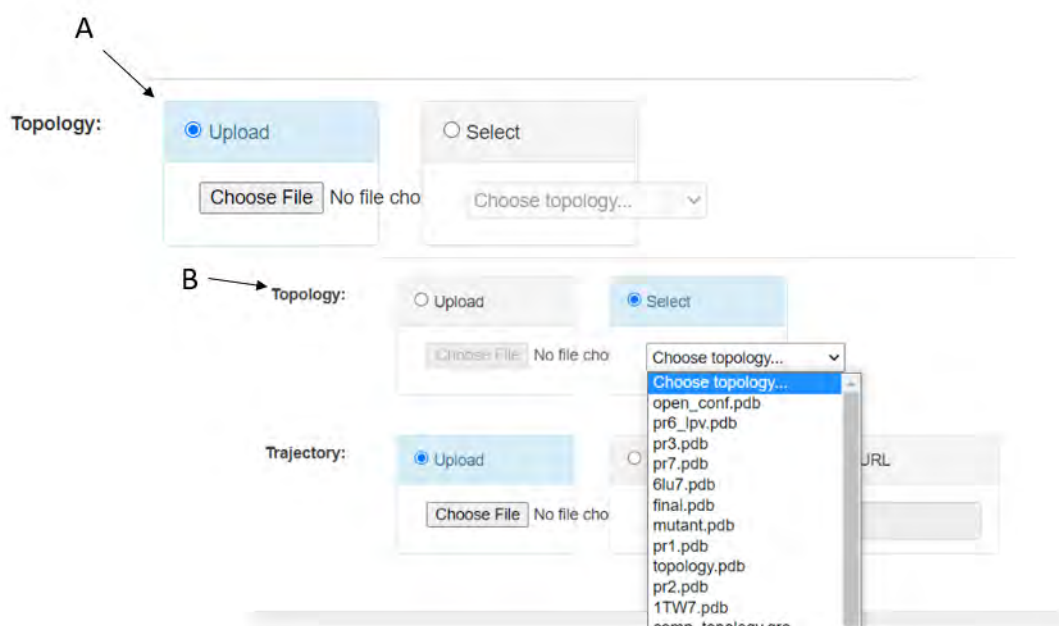 A
Topology:
Upload
Select
Choose File No file cho
Choose topology...
B
Topology:
Upload
Select
Choose File No file cho
Choose topology...
Choose topology...
open_conf.pdb
pr6_lpv.pdb
pr3.pdb
pr7.pdb
6lu7.pdb
final.pdb
mutant.pdb
pr1.pdb
topology.pdb
pr2.pdb
1TW7.pdb
Trajectory:
Upload
URL
Choose File No file cho